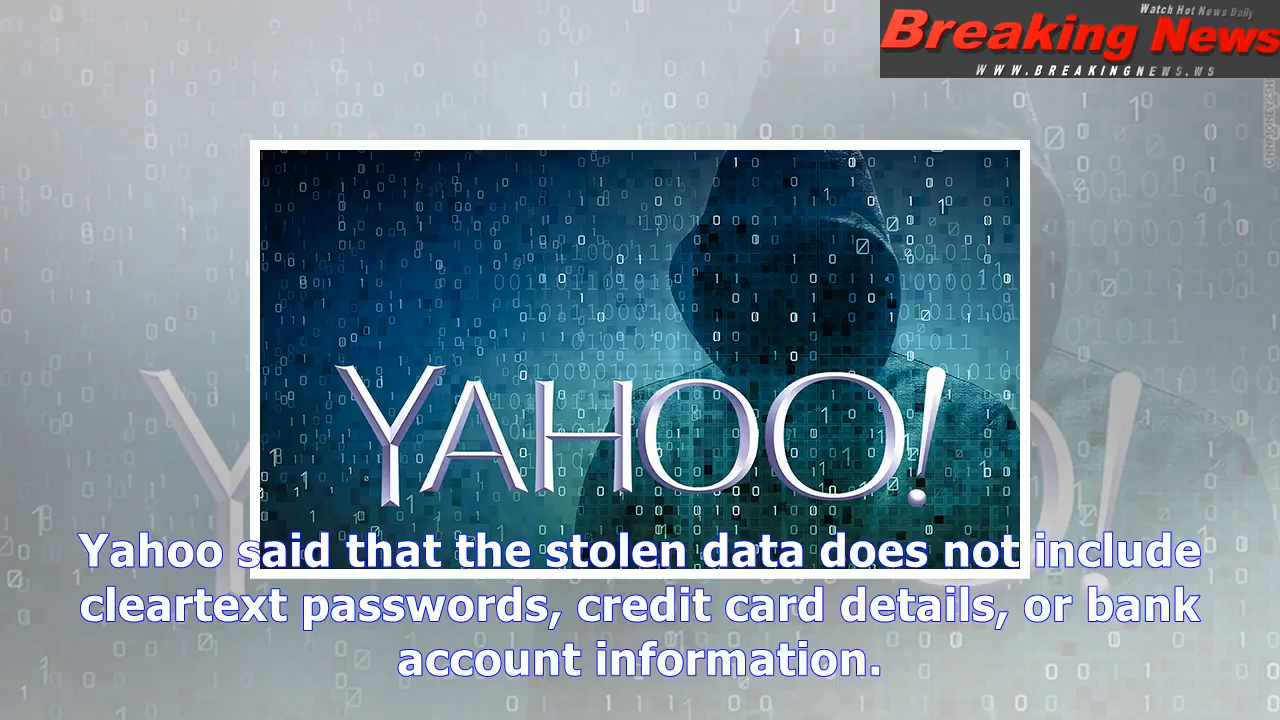 Watch Hot News Daily
Breaking News
WWW.BREAKINGNEWS.WS
YAHOO!
Yahoo said that the stolen data does not include
cleartext passwords, credit card details, or bank
account information.